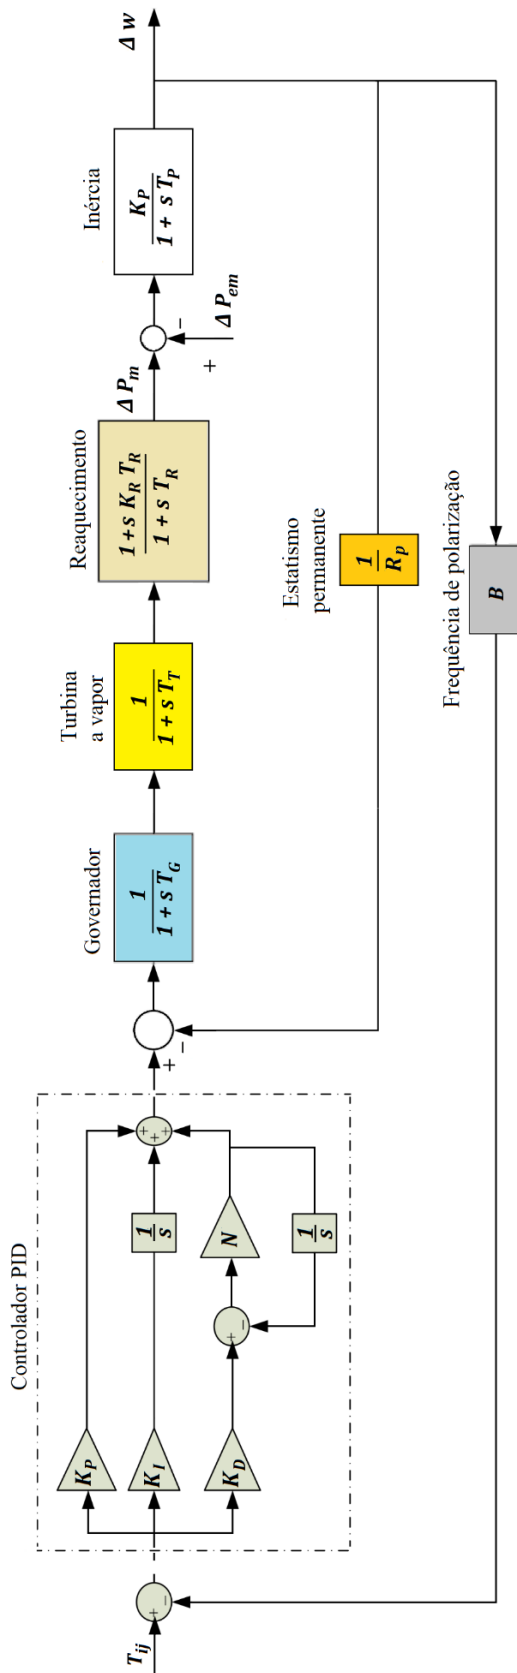 Controlador PID
T_ij
+
−
K_P
K_I
K_D
1/s
+
−
N
1/s
+
+
+
+
−
Governador
1
1 + s T_G
Turbina
a vapor
1
1 + s T_T
Reaquecimento
1+s K_R T_R
1 + s T_R
Δ P_m
−
+
Δ P_em
Inércia
K_P
1 + s T_P
Δ w
Estatismo
permanente
1
R_p
Frequência de polarização
B